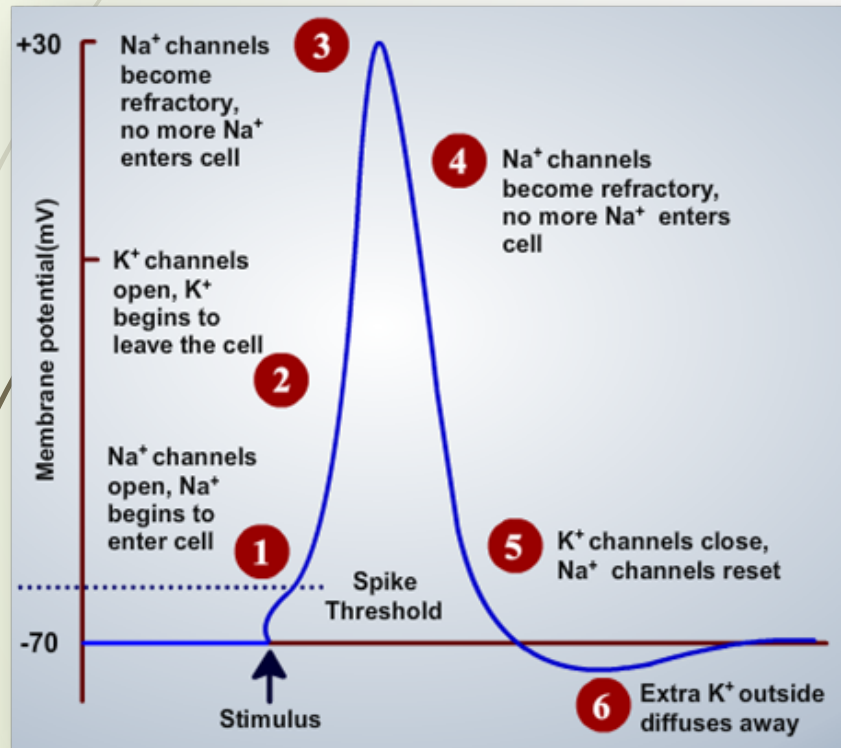 +30
Na⁺ channels
become
refractory,
no more Na⁺
enters cell
3
4
Na⁺ channels
become refractory,
no more Na⁺ enters
cell
Membrane potential(mV)
K⁺ channels
open, K⁺
begins to
leave the cell
2
Na⁺ channels
open, Na⁺
begins to
enter cell
1
5
K⁺ channels close,
Na⁺ channels reset
Spike
Threshold
-70
Stimulus
6
Extra K⁺ outside
diffuses away